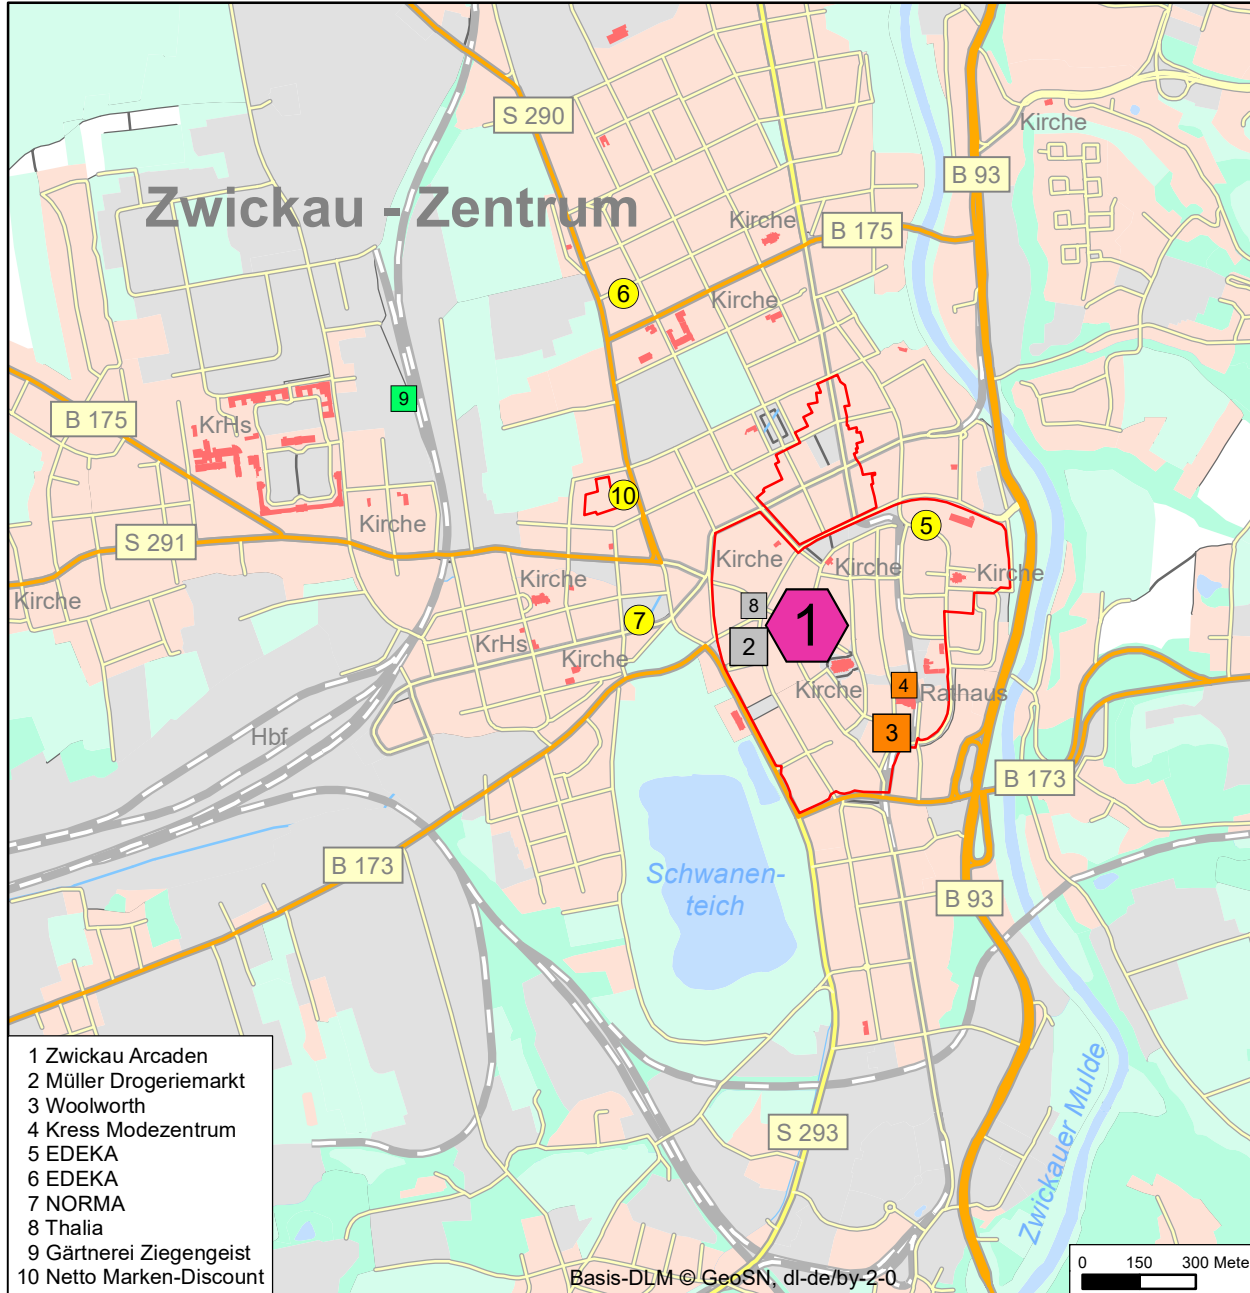 Kirche
S 290
B 93
Zwickau - Zentrum
Kirche
B 175
6
Kirche
9
B 175
KrHs
10
Kirche
5
S 291
Kirche
Kirche
Kirche
Kirche
Kirche
8
1
7
KrHs
2
Kirche
Kirche
4
Rathaus
3
Hbf
B 173
B 173
Schwanen-
teich
B 93
Zwickauer Mulde
S 293
1 Zwickau Arcaden
2 Müller Drogeriemarkt
3 Woolworth
4 Kress Modezentrum
5 EDEKA
6 EDEKA
7 NORMA
8 Thalia
9 Gärtnerei Ziegengeist
10 Netto Marken-Discount
Basis-DLM © GeoSN, dl-de/by-2-0
0 150 300 Mete